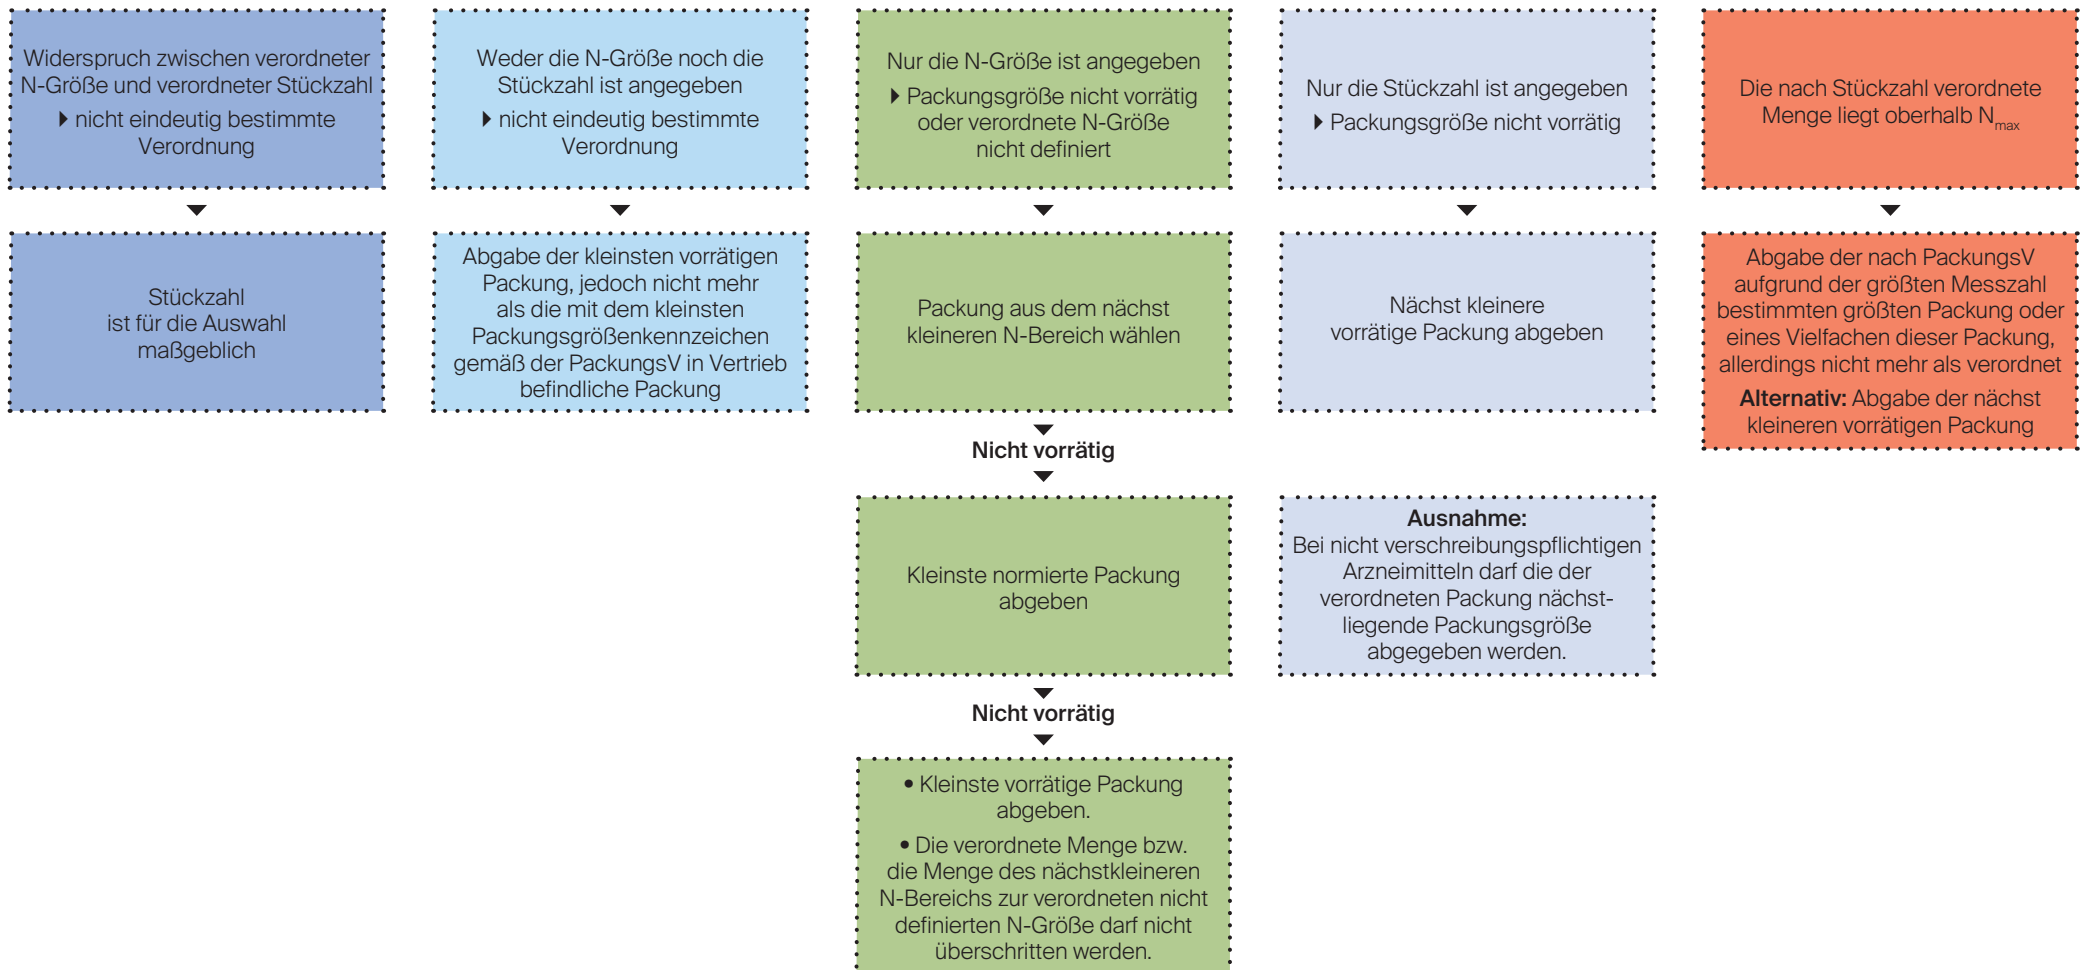 Widerspruch zwischen verordneter
N-Größe und verordneter Stückzahl
▶ nicht eindeutig bestimmte
Verordnung
Weder die N-Größe noch die
Stückzahl ist angegeben
▶ nicht eindeutig bestimmte
Verordnung
Nur die N-Größe ist angegeben
▶ Packungsgröße nicht vorrätig
oder verordnete N-Größe
nicht definiert
Nur die Stückzahl ist angegeben
▶ Packungsgröße nicht vorrätig
Die nach Stückzahl verordnete
Menge liegt oberhalb Nmax
Stückzahl
ist für die Auswahl
maßgeblich
Abgabe der kleinsten vorrätigen
Packung, jedoch nicht mehr
als die mit dem kleinsten
Packungsgrößenkennzeichen
gemäß der PackungsV in Vertrieb
befindliche Packung
Packung aus dem nächst
kleineren N-Bereich wählen
Nächst kleinere
vorrätige Packung abgeben
Abgabe der nach PackungsV
aufgrund der größten Messzahl
bestimmten größten Packung oder
eines Vielfachen dieser Packung,
allerdings nicht mehr als verordnet
Alternativ: Abgabe der nächst
kleineren vorrätigen Packung
Nicht vorrätig
Kleinste normierte Packung
abgeben
Ausnahme:
Bei nicht verschreibungspflichtigen
Arzneimitteln darf die der
verordneten Packung nächst-
liegende Packungsgröße
abgegeben werden.
Nicht vorrätig
• Kleinste vorrätige Packung
abgeben.
• Die verordnete Menge bzw.
die Menge des nächstkleineren
N-Bereichs zur verordneten nicht
definierten N-Größe darf nicht
überschritten werden.